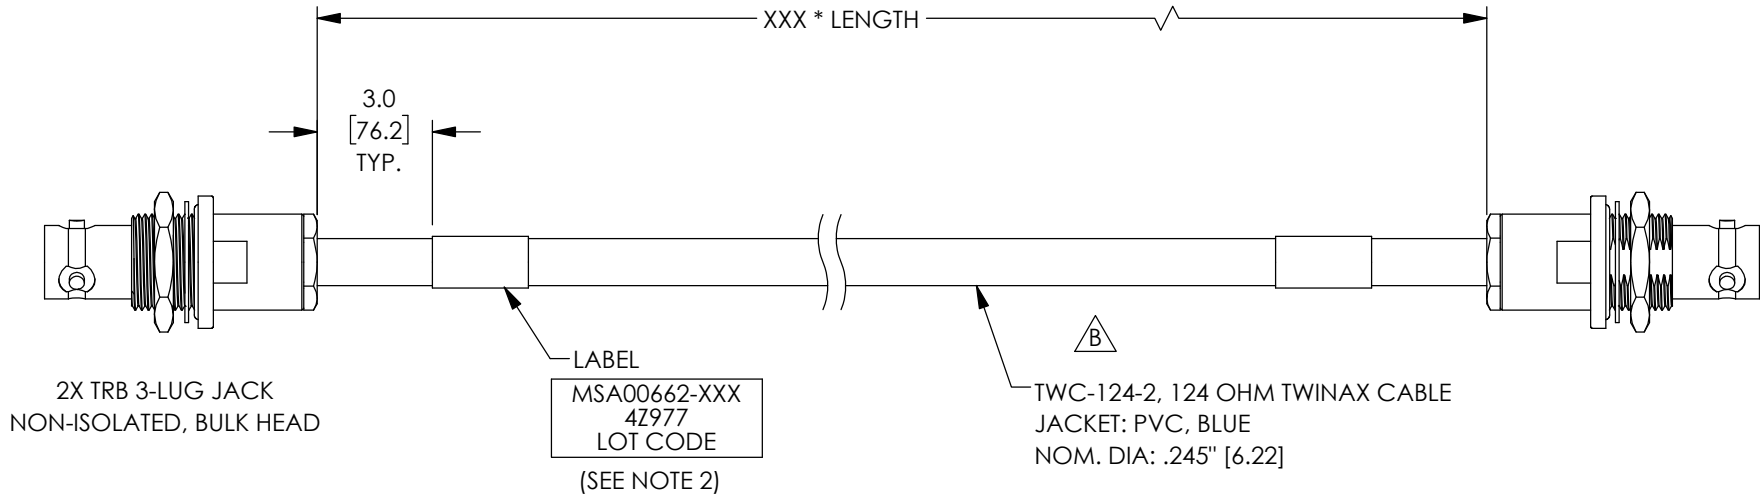 XXX * LENGTH
3.0
[76.2]
TYP.
2X TRB 3-LUG JACK
NON-ISOLATED, BULK HEAD
LABEL
MSA00662-XXX
4Z977
LOT CODE
(SEE NOTE 2)
B
TWC-124-2, 124 OHM TWINAX CABLE
JACKET: PVC, BLUE
NOM. DIA: .245" [6.22]